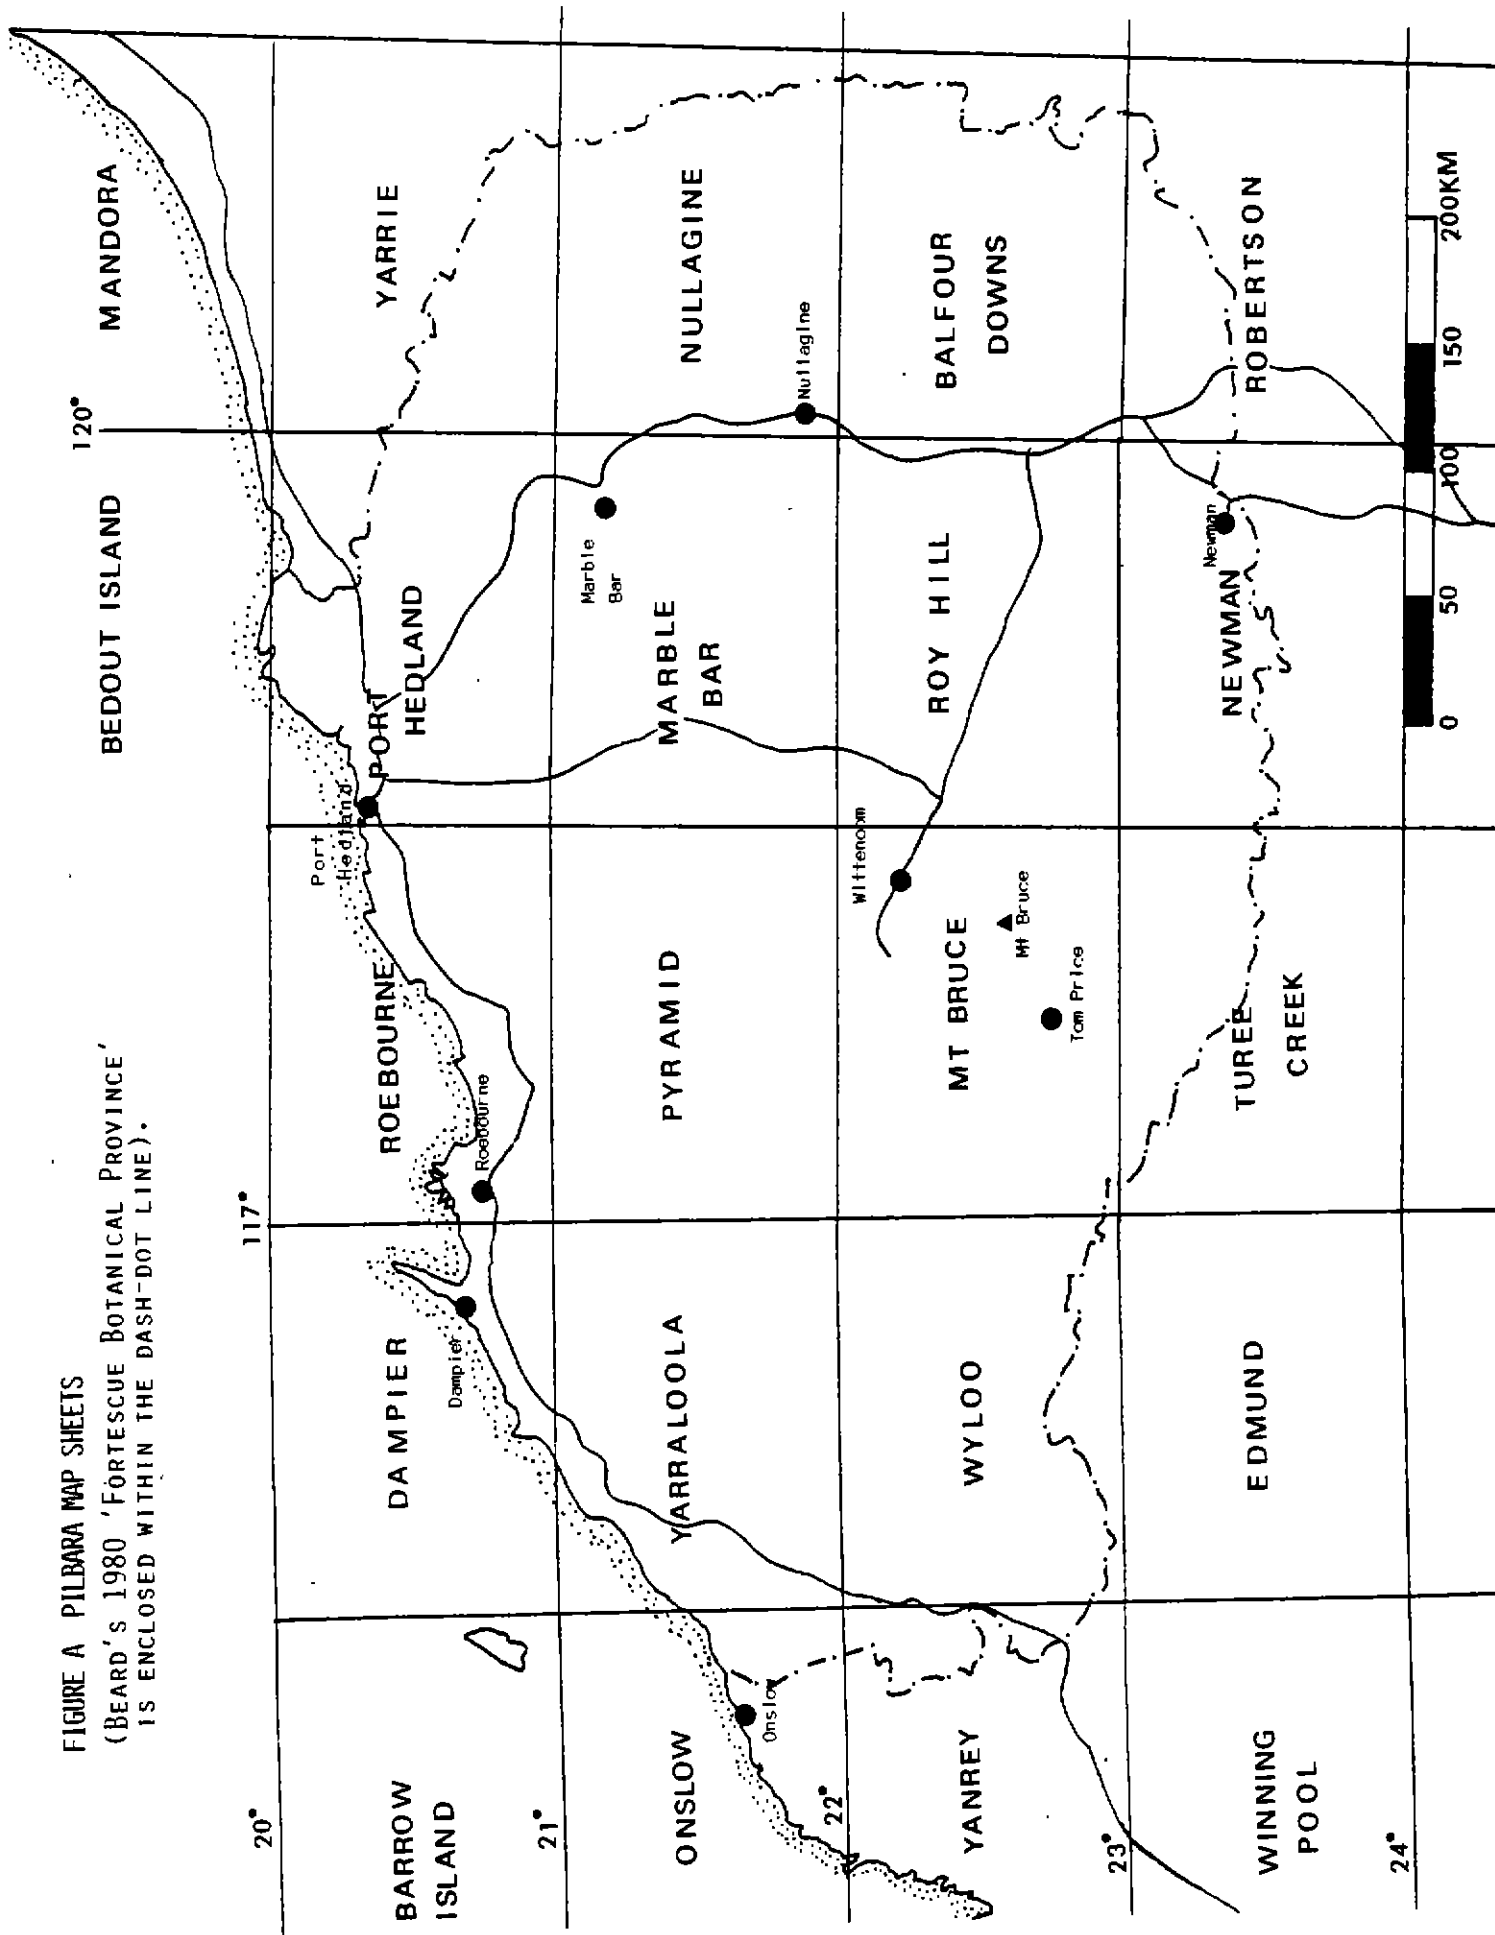 FIGURE A PILBARA MAP SHEETS
(BEARD'S 1980 'FORTESCUE BOTANICAL PROVINCE'
IS ENCLOSED WITHIN THE DASH-DOT LINE).
117°
120°
BEDOUT ISLAND
MANDORA
20°
BARROW
ISLAND
DAMPIER
Dampier
ROEBOURNE
Roebourne
Port
Hedland
PORT
HEDLAND
YARRIE
21°
ONSLOW
Onslow
YARRALOOLA
PYRAMID
MARBLE
BAR
Marble
Bar
NULLAGINE
Nullagine
22°
YANREY
WYLOO
MT BRUCE
Wittenoom
Mt Bruce
Tom Price
ROY HILL
BALFOUR
DOWNS
23°
WINNING
POOL
EDMUND
TUREE
CREEK
NEWMAN
Newman
ROBERTSON
24°
0
50
100
150
200KM